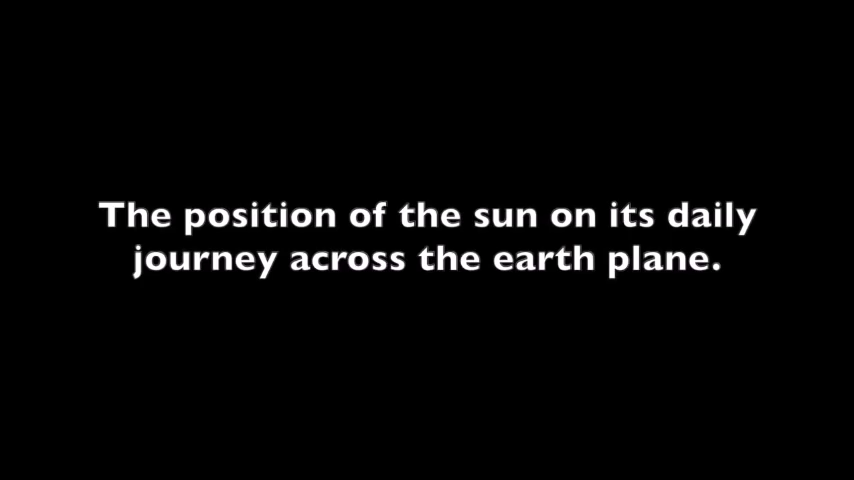 The position of the sun on its daily
journey across the earth plane.